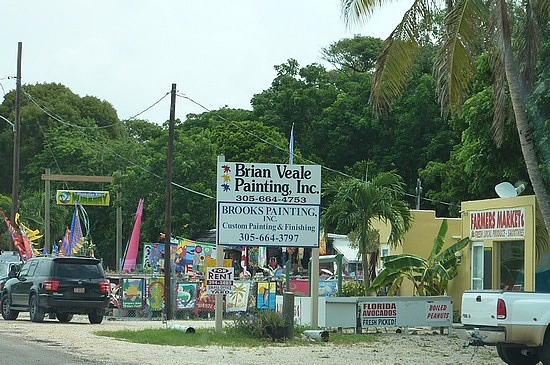 Brian Veale
Painting, Inc.
305-664-4753
BROOKS PAINTING,
INC.
Custom Painting & Finishing
305-664-3797
FOR
RENT
FARMERS MARKET
FLORIDA
AVOCADOS
FRESH PICKED!
BOILED
PEANUTS